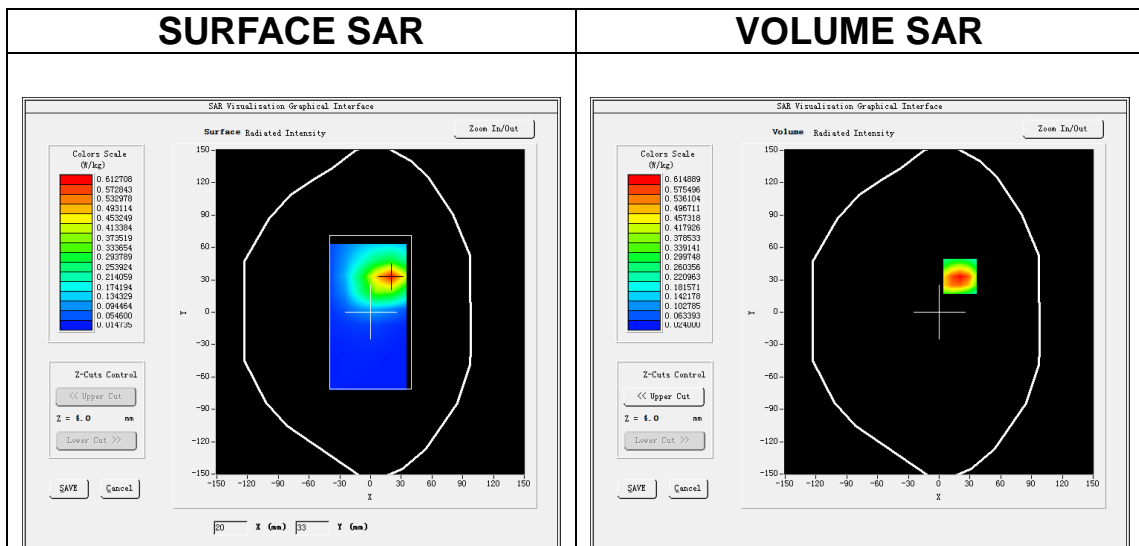 SURFACE SAR
VOLUME SAR
SAR Visualisation Graphical Interface
Surface Radiated Intensity
Zoom In/Out
Colors Scale
(W/kg)
0.612708
0.572843
0.532978
0.493114
0.453249
0.413384
0.373519
0.333654
0.293789
0.253924
0.214059
0.174194
0.134329
0.094464
0.054600
0.014735
150
120
90
60
30
0
-30
-60
-90
-120
-150
Y
-150 -120 -90 -60 -30 0 30 60 90 120 150
X
Z-Cuts Control
<< Upper Cut
Z = 4.0 mm
Lower Cut >>
SAVE
Cancel
20 X (mm) 33 Y (mm)
SAR Visualisation Graphical Interface
Volume Radiated Intensity
Zoom In/Out
Colors Scale
(W/kg)
0.614889
0.575496
0.536104
0.496711
0.457318
0.417926
0.378533
0.339141
0.299748
0.260356
0.220963
0.181571
0.142178
0.102785
0.063393
0.024000
150
120
90
60
30
0
-30
-60
-90
-120
-150
Y
-150 -120 -90 -60 -30 0 30 60 90 120 150
X
Z-Cuts Control
<< Upper Cut
Z = 4.0 mm
Lower Cut >>
SAVE
Cancel